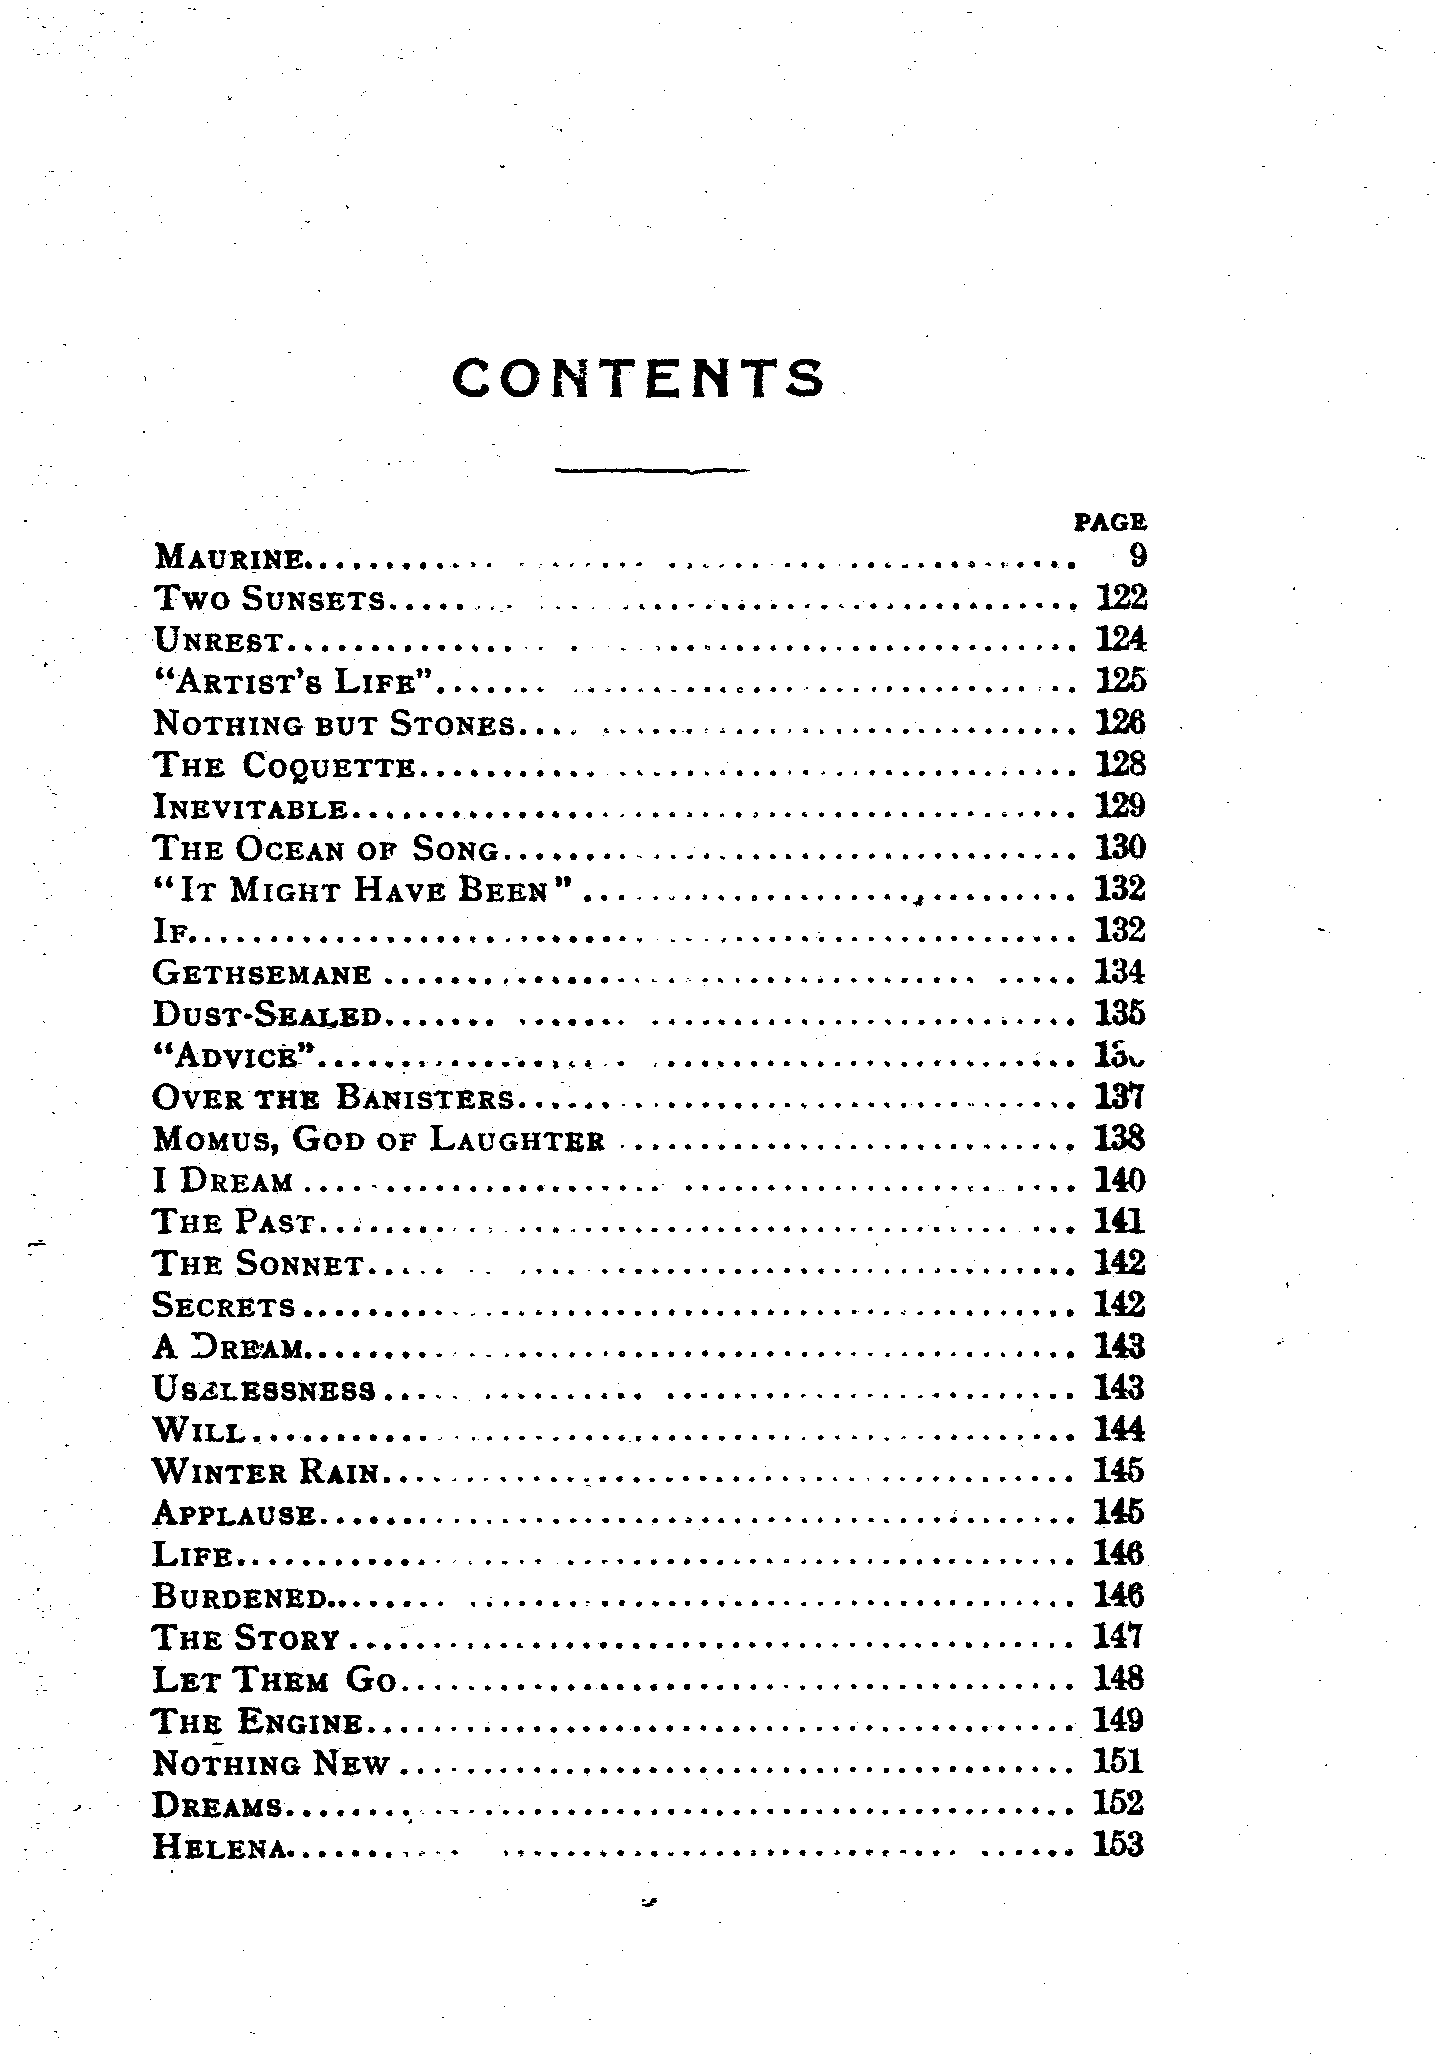 CONTENTS
PAGE
MAURINE........ 9
TWO SUNSETS........ 122
UNREST........ 124
"ARTIST'S LIFE"........ 125
NOTHING BUT STONES........ 126
THE COQUETTE........ 128
INEVITABLE........ 129
THE OCEAN OF SONG........ 130
"IT MIGHT HAVE BEEN"........ 132
IF........ 132
GETHSEMANE........ 134
DUST-SEALED........ 135
"ADVICE"........
OVER THE BANISTERS........ 137
MOMUS, GOD OF LAUGHTER........ 138
I DREAM........ 140
THE PAST........ 141
THE SONNET........ 142
SECRETS........ 142
A DREAM........ 143
USELESSNESS........ 143
WILL........ 144
WINTER RAIN........ 145
APPLAUSE........ 145
LIFE........ 146
BURDENED........ 146
THE STORY........ 147
LET THEM GO........ 148
THE ENGINE........ 149
NOTHING NEW........ 151
DREAMS........ 152
HELENA........ 153